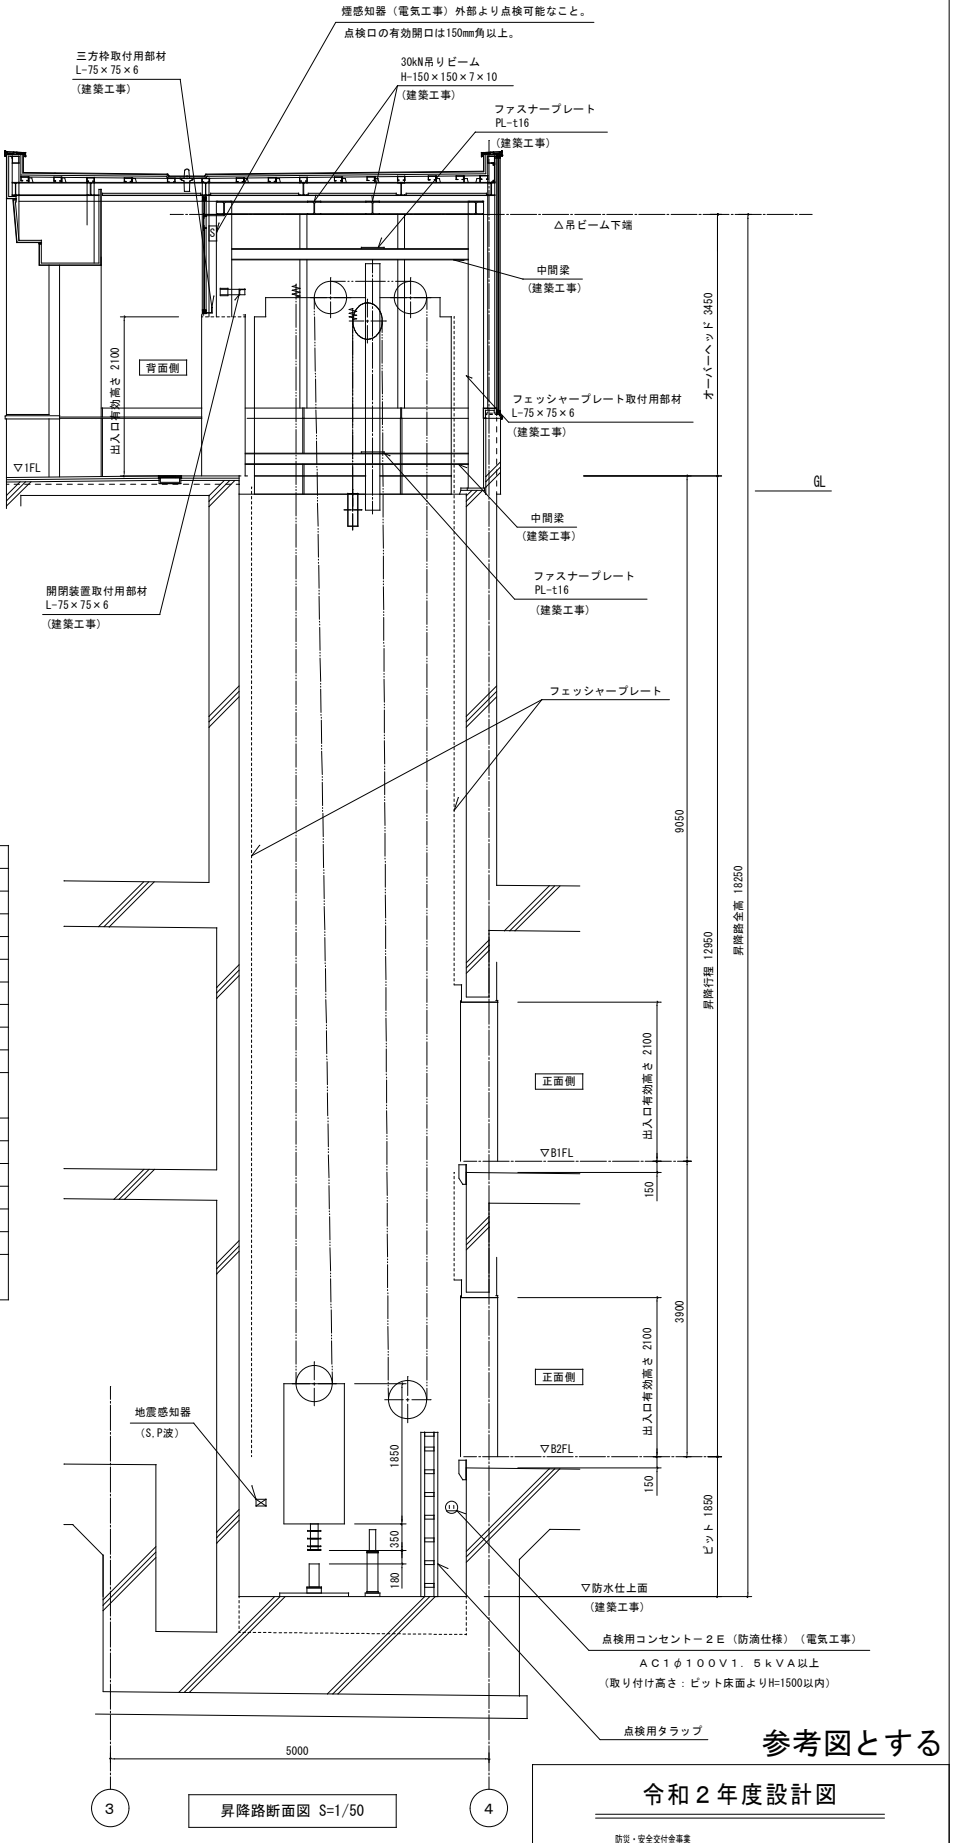 煙感知器（電気工事）外部より点検可能なこと。
点検口の有効開口は150mm角以上。
三方枠取付用部材
L-75×75×6
(建築工事)
30kN吊りビーム
H-150×150×7×10
(建築工事)
ファスナープレート
PL-t16
(建築工事)
△吊ビーム下端
S
中間梁
(建築工事)
オーバーヘッド 3450
出入口有効高さ 2100
背面側
フェッシャープレート取付用部材
L-75×75×6
(建築工事)
▽1FL
GL
中間梁
(建築工事)
ファスナープレート
PL-t16
(建築工事)
開閉装置取付用部材
L-75×75×6
(建築工事)
フェッシャープレート
9050
昇降路全高 18250
昇降行程 12950
出入口有効高さ 2100
正面側
▽B1FL
150
3900
出入口有効高さ 2100
正面側
地震感知器
(S,P波)
▽B2FL
1850
150
350
180
ピット 1850
▽防水仕上面
(建築工事)
点検用コンセント－２Ｅ（防滴仕様）（電気工事）
ＡＣ１φ１００Ｖ１．５ｋＶＡ以上
(取り付け高さ：ピット床面よりH=1500以内)
点検用タラップ
参考図とする
5000
3
昇降路断面図 S=1/50
4
令和２年度設計図
防災・安全交付金事業